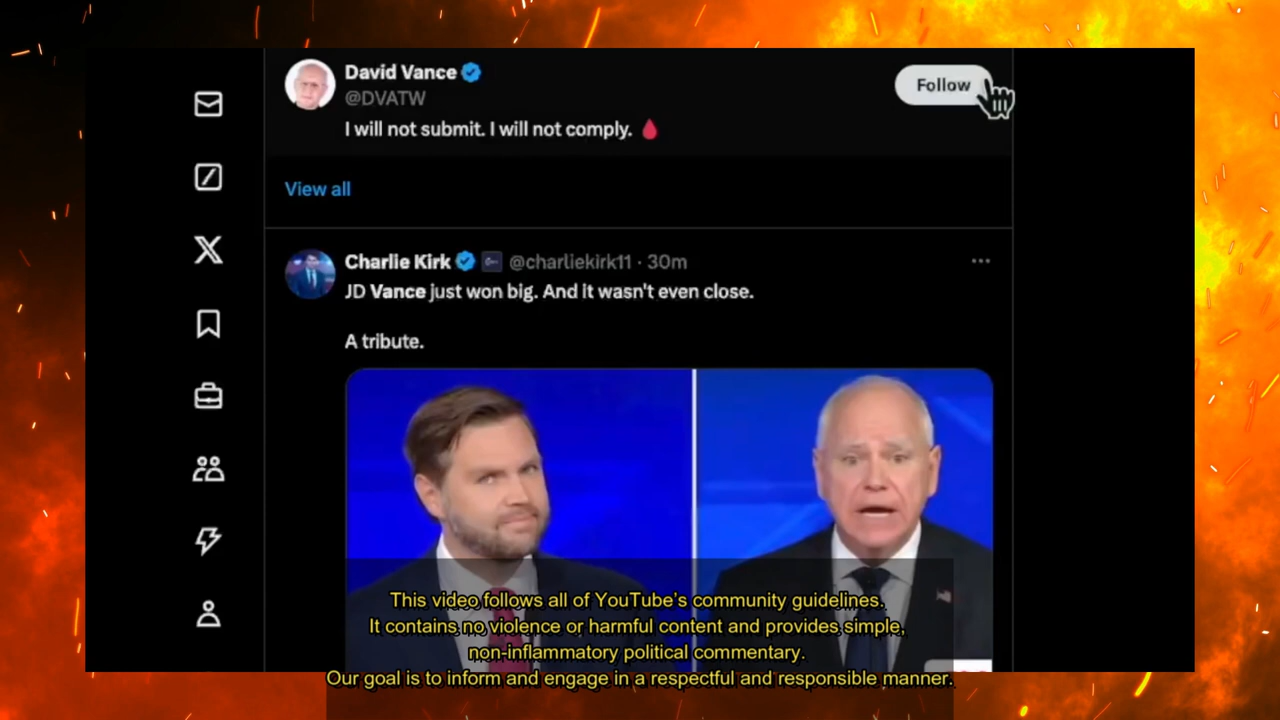 David Vance
@DVATW
Follow
I will not submit. I will not comply.
View all
Charlie Kirk @charliekirk11 · 30m
JD Vance just won big. And it wasn't even close.
A tribute.
This video follows all of YouTube's community guidelines.
It contains no violence or harmful content and provides simple,
non-inflammatory political commentary.
Our goal is to inform and engage in a respectful and responsible manner.